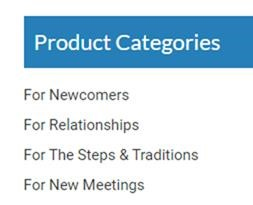 Product Categories
For Newcomers
For Relationships
For The Steps & Traditions
For New Meetings